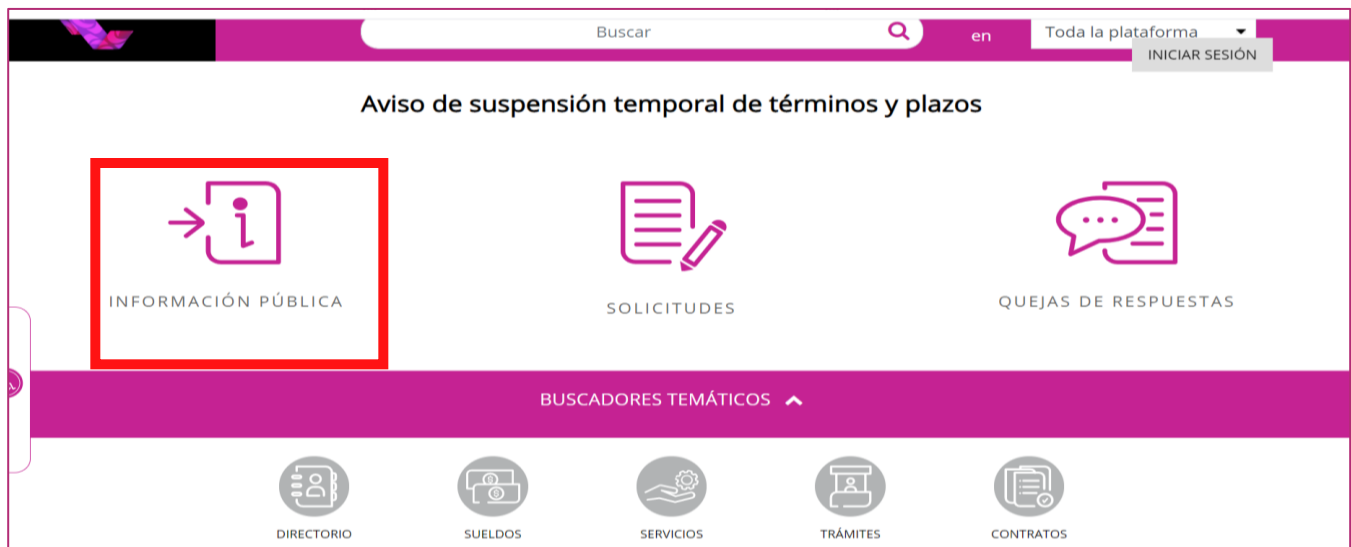 Buscar
en
Toda la plataforma
INICIAR SESIÓN
Aviso de suspensión temporal de términos y plazos
INFORMACIÓN PÚBLICA
SOLICITUDES
QUEJAS DE RESPUESTAS
BUSCADORES TEMÁTICOS
DIRECTORIO
SUELDOS
SERVICIOS
TRÁMITES
CONTRATOS